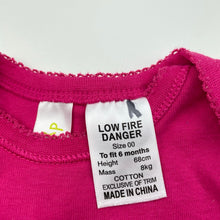 LOW FIRE
DANGER
Size 00
To fit 6 months
Height 68cm
Mass 8kg
COTTON
EXCLUSIVE OF TRIM
MADE IN CHINA